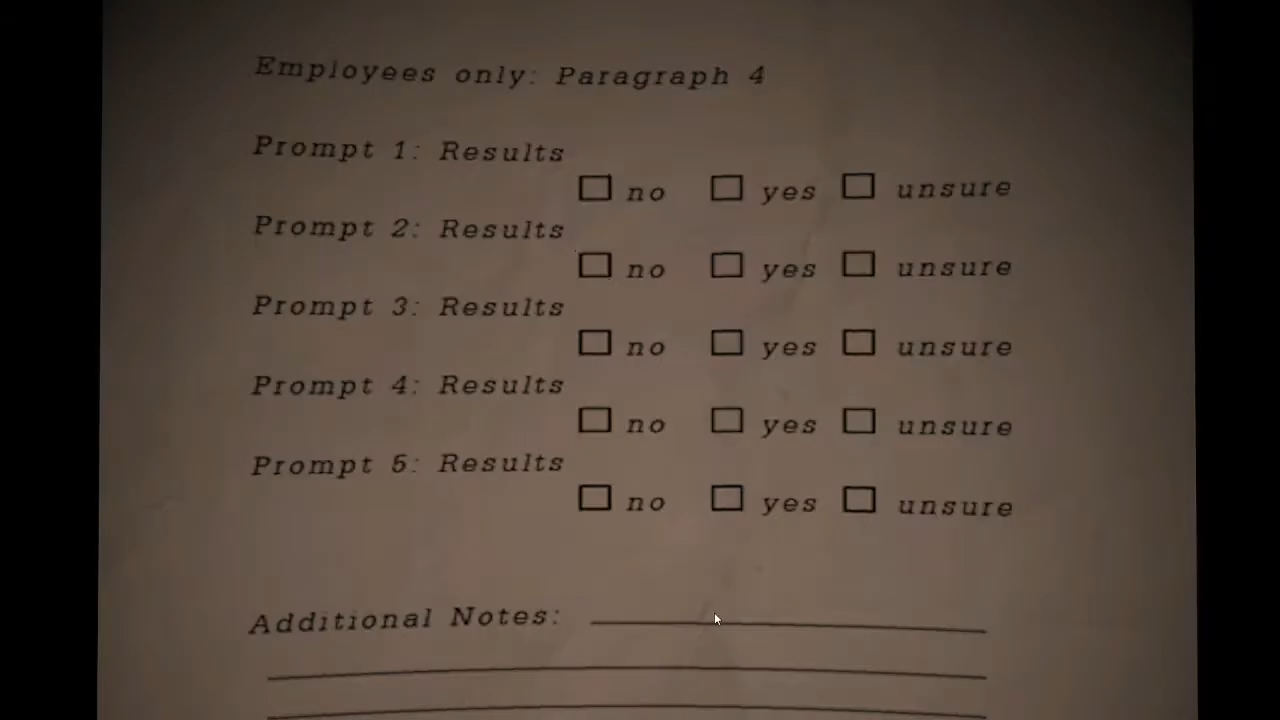 Employees only: Paragraph 4
Prompt 1: Results
no yes unsure
Prompt 2: Results
no yes unsure
Prompt 3: Results
no yes unsure
Prompt 4: Results
no yes unsure
Prompt 5: Results
no yes unsure
Additional Notes: